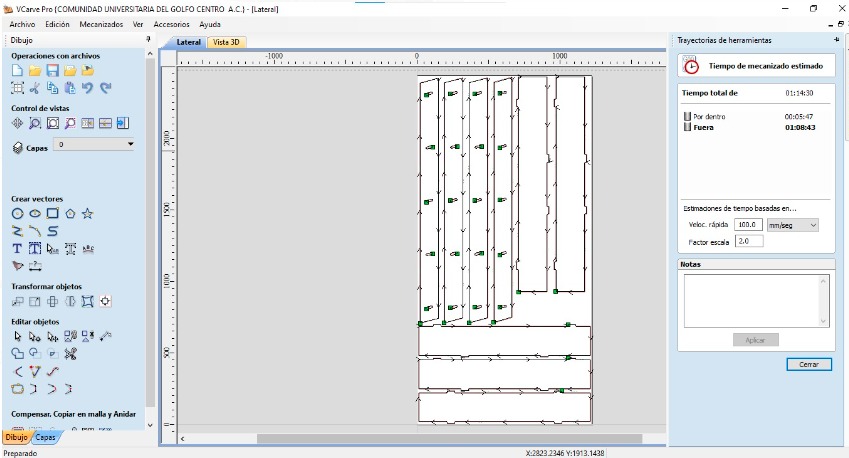 VCarve Pro {COMUNIDAD UNIVERSITARIA DEL GOLFO CENTRO A.C.} - [Lateral]
Archivo Edición Mecanizados Ver Accesorios Ayuda
Dibujo
Operaciones con archivos
Control de vistas
Capas 0
Crear vectores
Transformar objetos
Editar objetos
Compensar, Copiar en malla y Anidar
Dibujo Capas
Preparado
Lateral Vista 3D
-1000 0 1000
2000
1500
1000
500
0
X:2823.2346 Y:1913.1438
Trayectorias de herramientas
Tiempo de mecanizado estimado
Tiempo total de 01:14:30
Por dentro 00:05:47
Fuera 01:08:43
Estimaciones de tiempo basadas en...
Veloc. rápida 100.0 mm/seg
Factor escala 2.0
Notas
Aplicar
Cerrar